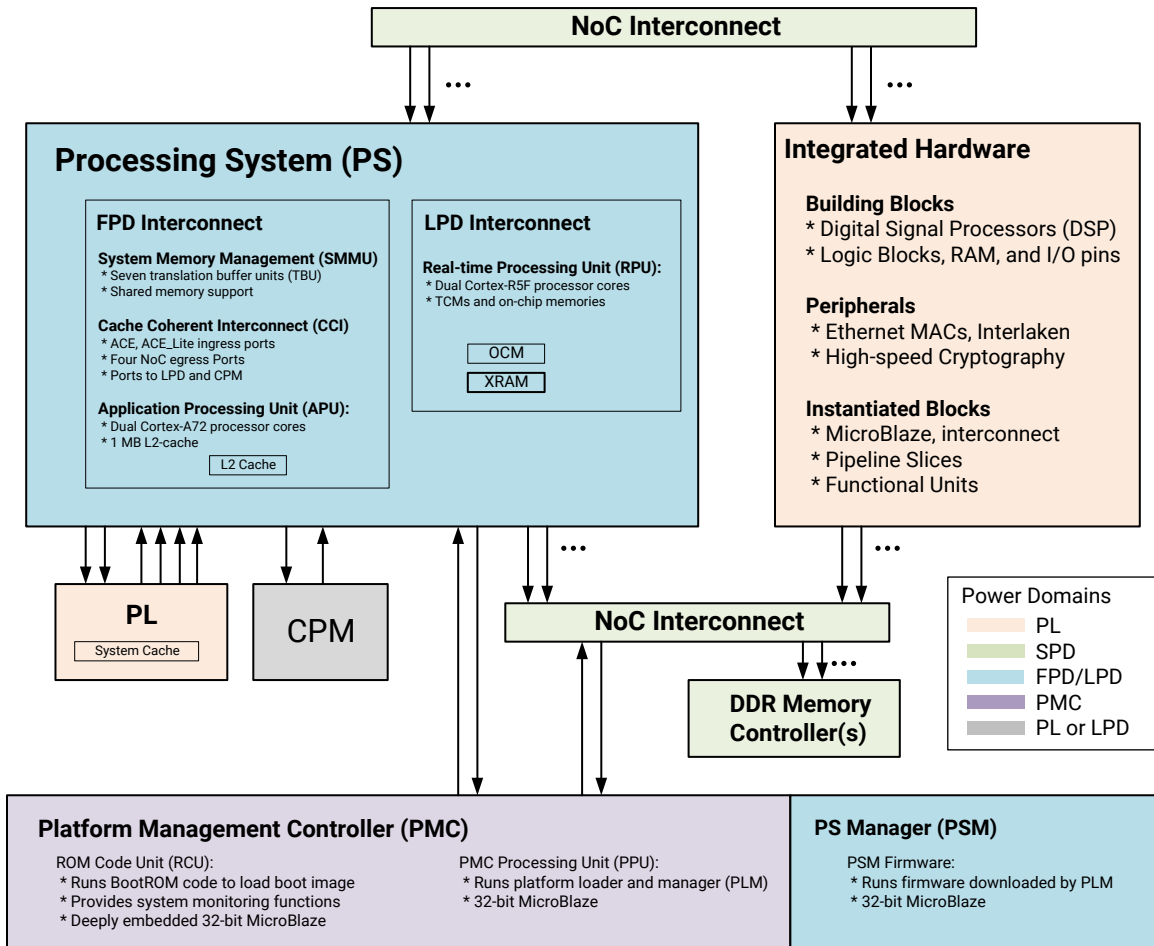 NoC Interconnect
...
...
Processing System (PS)
FPD Interconnect
System Memory Management (SMMU)
* Seven translation buffer units (TBU)
* Shared memory support
Cache Coherent Interconnect (CCI)
* ACE, ACE_Lite ingress ports
* Four NoC egress Ports
* Ports to LPD and CPM
Application Processing Unit (APU):
* Dual Cortex-A72 processor cores
* 1 MB L2-cache
L2 Cache
LPD Interconnect
Real-time Processing Unit (RPU):
* Dual Cortex-R5F processor cores
* TCMs and on-chip memories
OCM
XRAM
Integrated Hardware
Building Blocks
* Digital Signal Processors (DSP)
* Logic Blocks, RAM, and I/O pins
Peripherals
* Ethernet MACs, Interlaken
* High-speed Cryptography
Instantiated Blocks
* MicroBlaze, interconnect
* Pipeline Slices
* Functional Units
...
...
PL
System Cache
CPM
NoC Interconnect
...
DDR Memory
Controller(s)
Power Domains
PL
SPD
FPD/LPD
PMC
PL or LPD
Platform Management Controller (PMC)
ROM Code Unit (RCU):
* Runs BootROM code to load boot image
* Provides system monitoring functions
* Deeply embedded 32-bit MicroBlaze
PMC Processing Unit (PPU):
* Runs platform loader and manager (PLM)
* 32-bit MicroBlaze
PS Manager (PSM)
PSM Firmware:
* Runs firmware downloaded by PLM
* 32-bit MicroBlaze